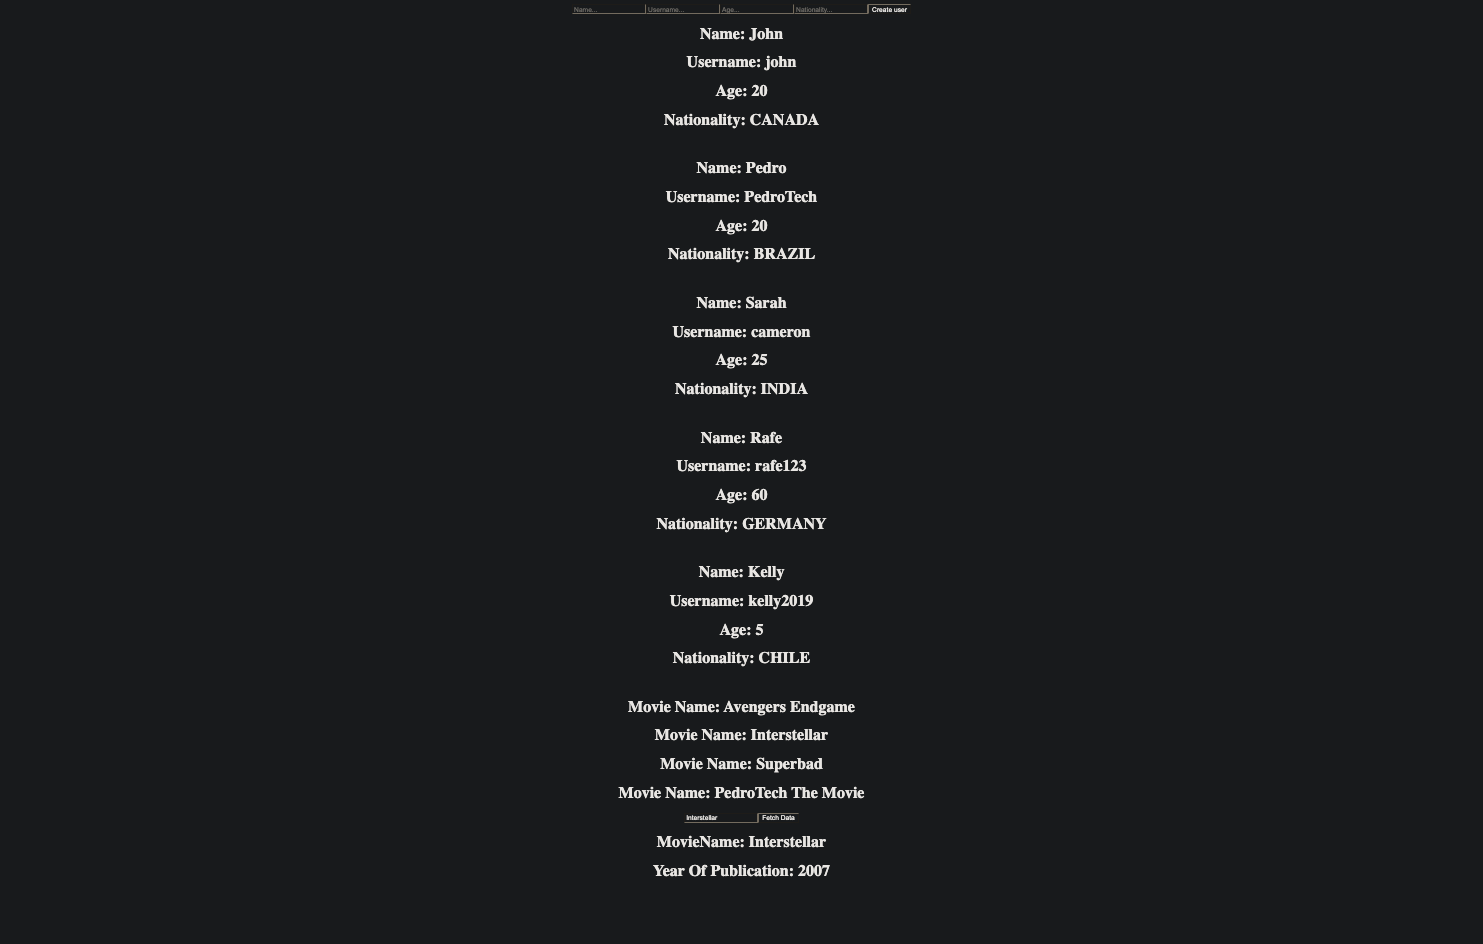 Name... Username... Age... Nationality... Create user
Name: John
Username: john
Age: 20
Nationality: CANADA
Name: Pedro
Username: PedroTech
Age: 20
Nationality: BRAZIL
Name: Sarah
Username: cameron
Age: 25
Nationality: INDIA
Name: Rafe
Username: rafe123
Age: 60
Nationality: GERMANY
Name: Kelly
Username: kelly2019
Age: 5
Nationality: CHILE
Movie Name: Avengers Endgame
Movie Name: Interstellar
Movie Name: Superbad
Movie Name: PedroTech The Movie
Interstellar Fetch Data
MovieName: Interstellar
Year Of Publication: 2007